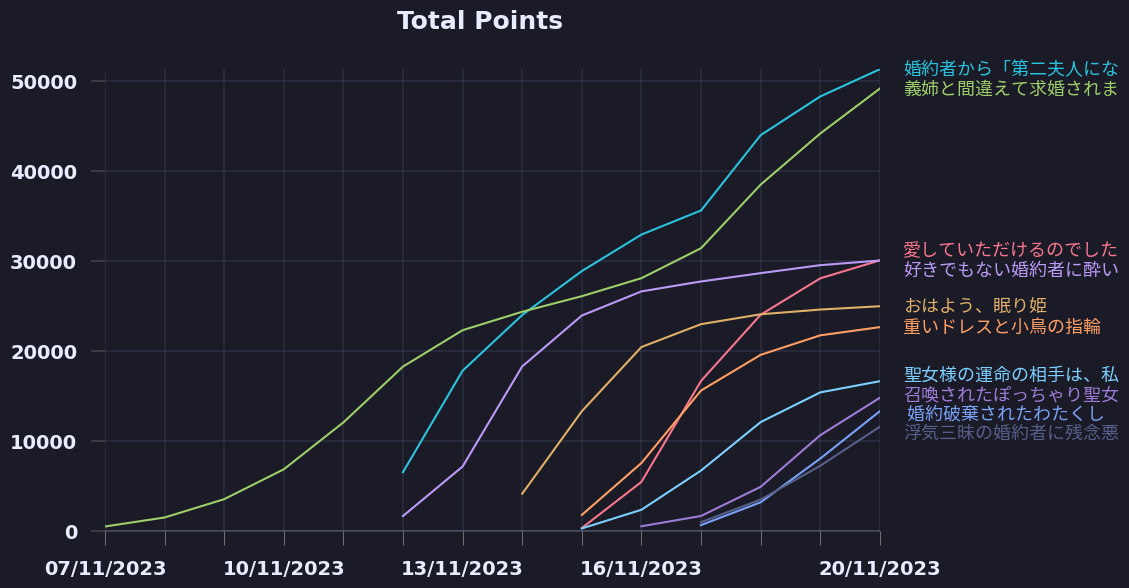 Total Points
50000
40000
30000
20000
10000
0
07/11/2023
10/11/2023
13/11/2023
16/11/2023
20/11/2023
婚約者から「第二夫人にな
義姉と間違えて求婚されま
愛していただけるのでした
好きでもない婚約者に酔い
おはよう、眠り姫
重いドレスと小鳥の指輪
聖女様の運命の相手は、私
召喚されたぽっちゃり聖女
婚約破棄されたわたくし
浮気三昧の婚約者に残念悪